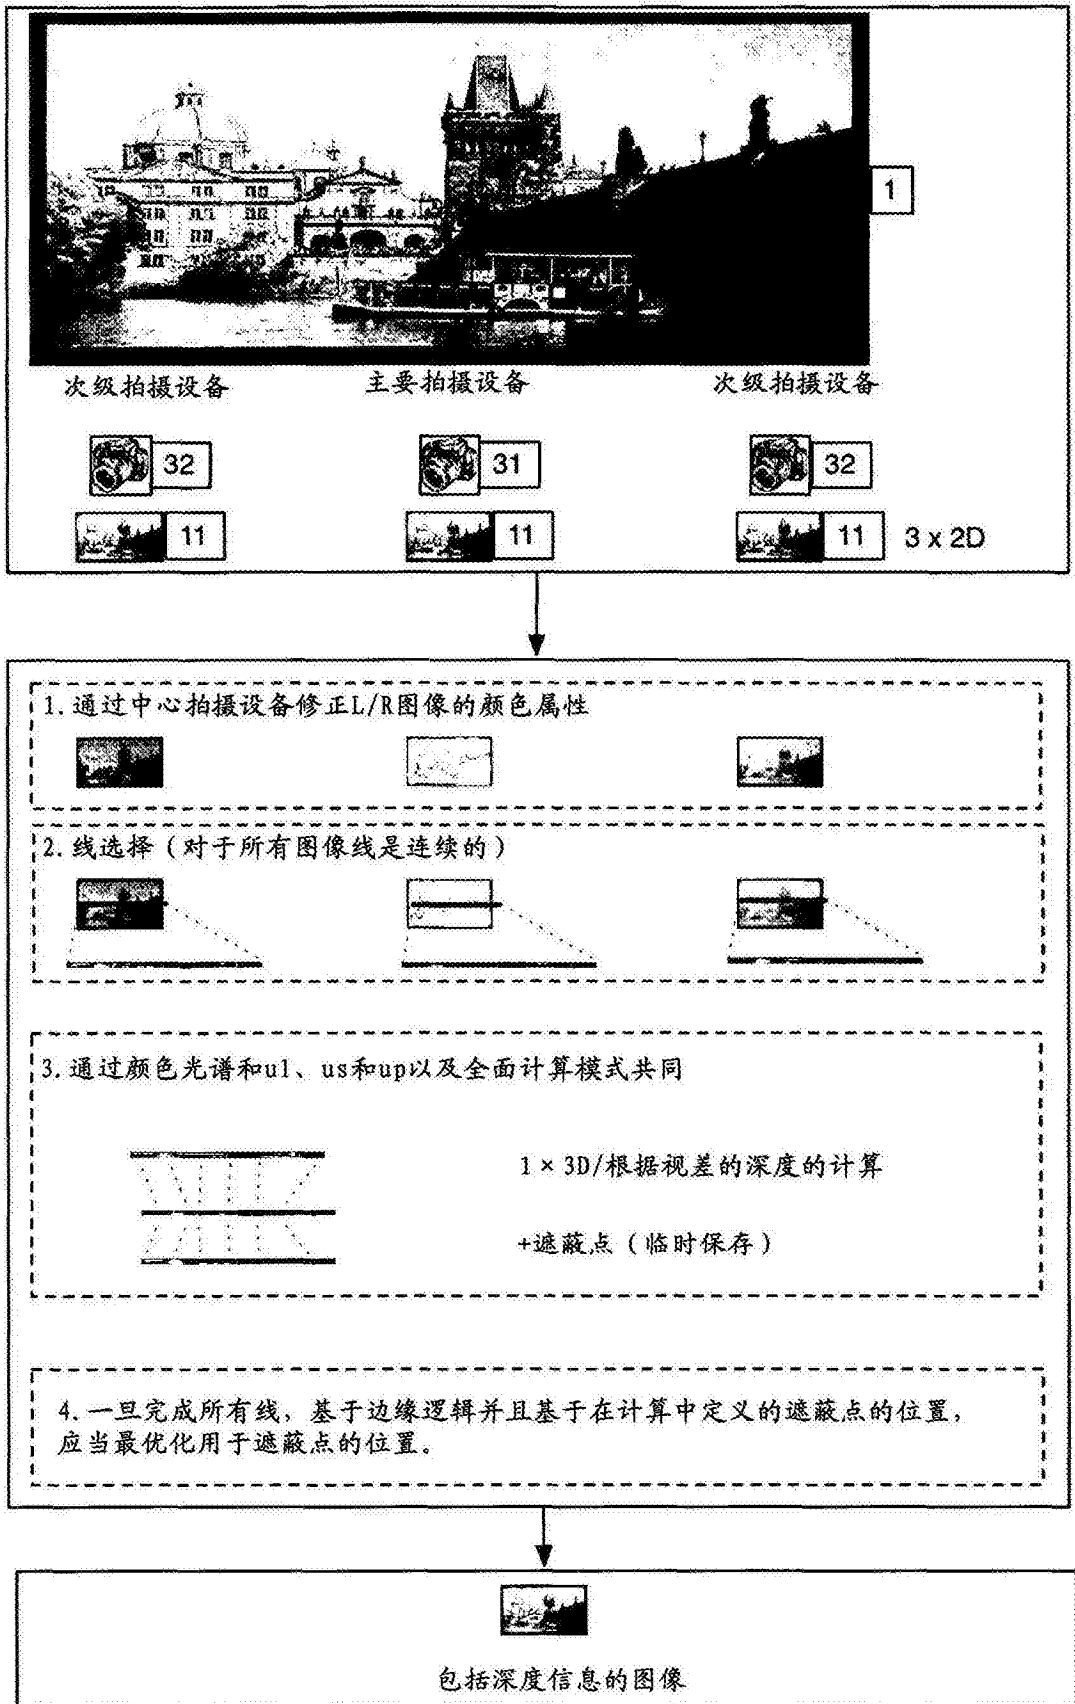 1
次级拍摄设备 主要拍摄设备 次级拍摄设备
32 31 32
11 11 11 3 x 2D
1.通过中心拍摄设备修正L/R图像的颜色属性
2.线选择（对于所有图像线是连续的）
3.通过颜色光谱和ul、us和up以及全面计算模式共同
1×3D/根据视差的深度的计算
+遮蔽点（临时保存）
4.一旦完成所有线，基于边缘逻辑并且基于在计算中定义的遮蔽点的位置，
应当最优化用于遮蔽点的位置。
包括深度信息的图像